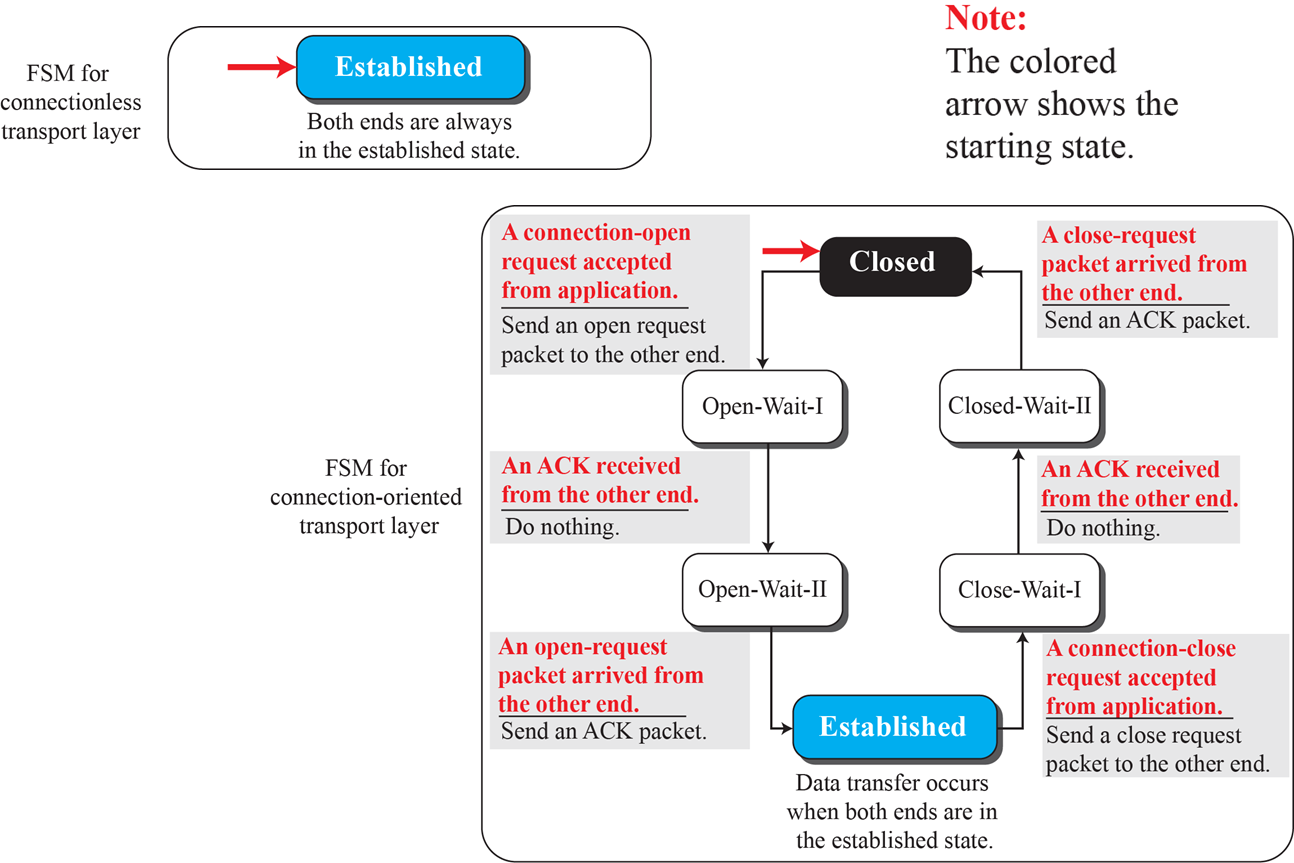 Note:
The colored
arrow shows the
starting state.
FSM for
connectionless
transport layer
Established
Both ends are always
in the established state.
FSM for
connection-oriented
transport layer
A connection-open
request accepted
from application.
Send an open request
packet to the other end.
Closed
A close-request
packet arrived from
the other end.
Send an ACK packet.
Open-Wait-I
Closed-Wait-II
An ACK received
from the other end.
Do nothing.
An ACK received
from the other end.
Do nothing.
Open-Wait-II
Close-Wait-I
An open-request
packet arrived from
the other end.
Send an ACK packet.
Established
Data transfer occurs
when both ends are in
the established state.
A connection-close
request accepted
from application.
Send a close request
packet to the other end.